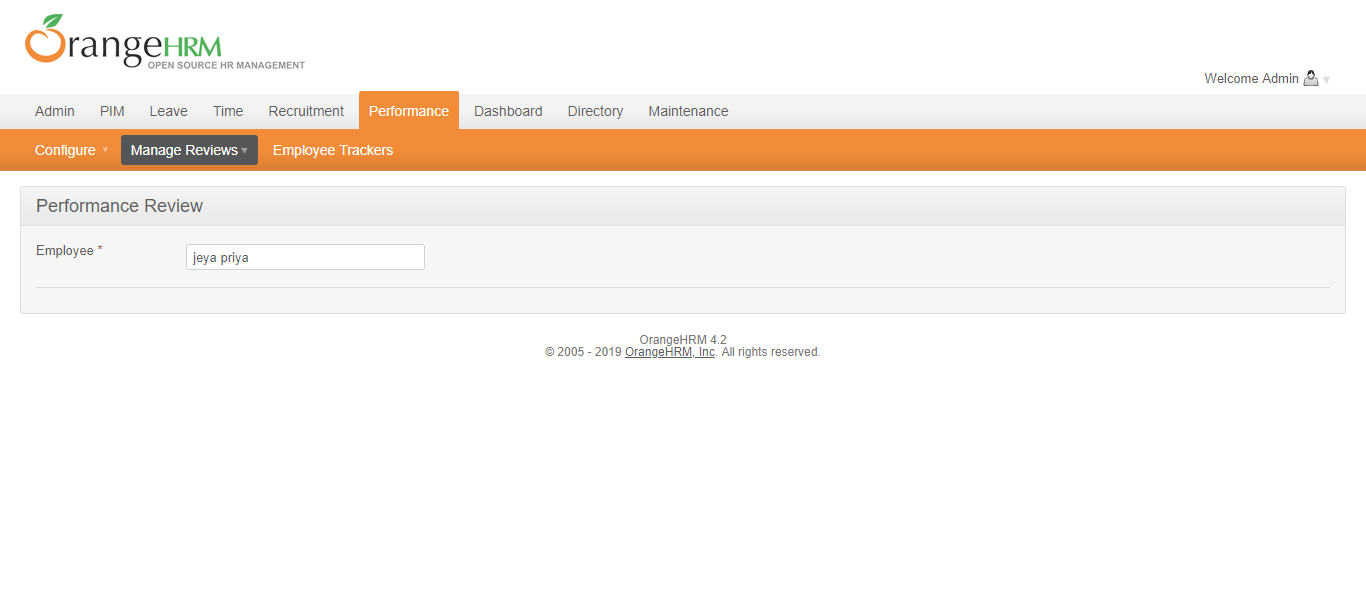 OrangeHRM
OPEN SOURCE HR MANAGEMENT
Welcome Admin
Admin PIM Leave Time Recruitment Performance Dashboard Directory Maintenance
Configure Manage Reviews Employee Trackers
Performance Review
Employee * jeya priya
OrangeHRM 4.2
© 2005 - 2019 OrangeHRM, Inc. All rights reserved.